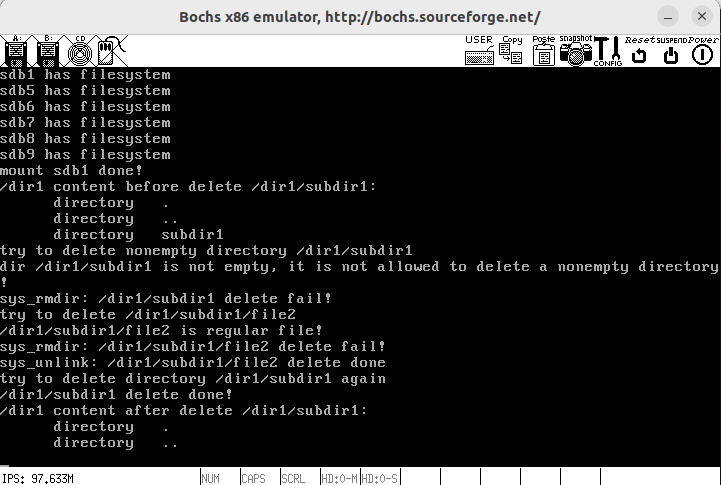 Bochs x86 emulator, http://bochs.sourceforge.net/
A: B: CD USER Copy Paste snapshot CONFIG Reset SUSPEND Power
sdb1 has filesystem
sdb5 has filesystem
sdb6 has filesystem
sdb7 has filesystem
sdb8 has filesystem
sdb9 has filesystem
mount sdb1 done!
/dir1 content before delete /dir1/subdir1:
directory .
directory ..
directory subdir1
try to delete nonempty directory /dir1/subdir1
dir /dir1/subdir1 is not empty, it is not allowed to delete a nonempty directory
!
sys_rmdir: /dir1/subdir1 delete fail!
try to delete /dir1/subdir1/file2
/dir1/subdir1/file2 is regular file!
sys_rmdir: /dir1/subdir1/file2 delete fail!
sys_unlink: /dir1/subdir1/file2 delete done
try to delete directory /dir1/subdir1 again
/dir1/subdir1 delete done!
/dir1 content after delete /dir1/subdir1:
directory .
directory ..
IPS: 97.633M NUM CAPS SCRL HD:0-M HD:0-S